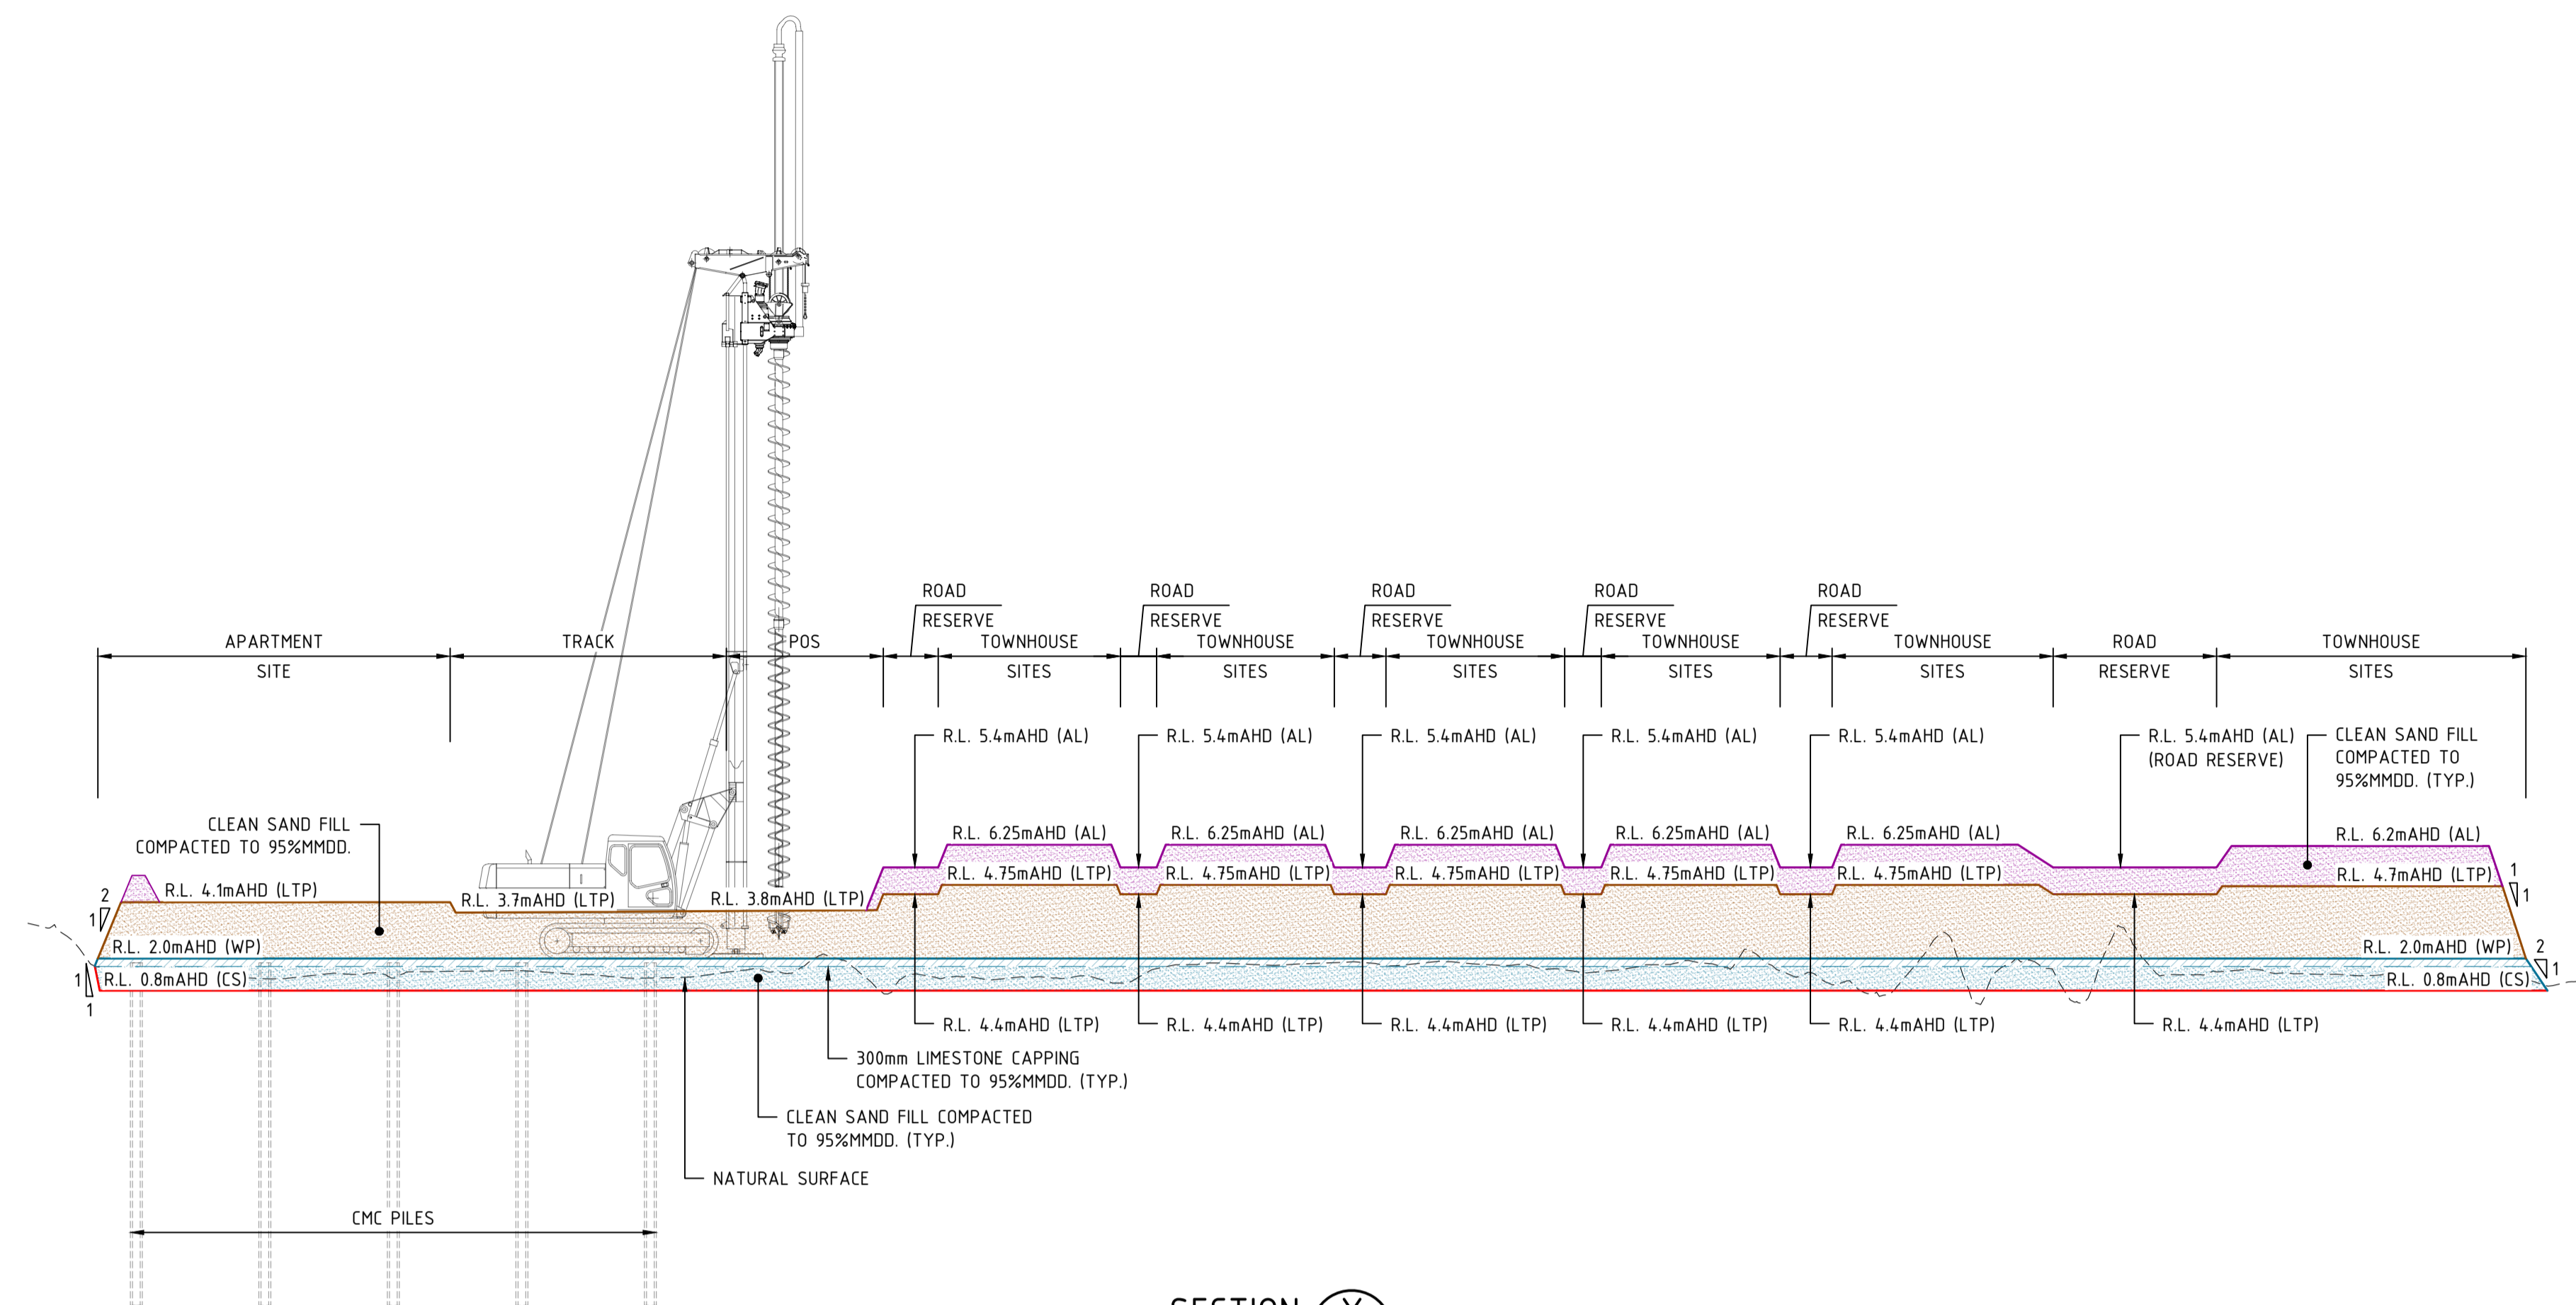 ROAD
RESERVE
ROAD
RESERVE
ROAD
RESERVE
ROAD
RESERVE
ROAD
RESERVE
APARTMENT
SITE
TRACK
POS
TOWNHOUSE
SITES
TOWNHOUSE
SITES
TOWNHOUSE
SITES
TOWNHOUSE
SITES
TOWNHOUSE
SITES
ROAD
RESERVE
TOWNHOUSE
SITES
R.L. 5.4mAHD (AL)
R.L. 5.4mAHD (AL)
R.L. 5.4mAHD (AL)
R.L. 5.4mAHD (AL)
R.L. 5.4mAHD (AL)
R.L. 5.4mAHD (AL)
(ROAD RESERVE)
CLEAN SAND FILL
COMPACTED TO
95%MMDD. (TYP.)
CLEAN SAND FILL
COMPACTED TO 95%MMDD.
R.L. 6.25mAHD (AL)
R.L. 6.25mAHD (AL)
R.L. 6.25mAHD (AL)
R.L. 6.25mAHD (AL)
R.L. 6.25mAHD (AL)
R.L. 6.2mAHD (AL)
R.L. 4.75mAHD (LTP)
R.L. 4.75mAHD (LTP)
R.L. 4.75mAHD (LTP)
R.L. 4.75mAHD (LTP)
R.L. 4.75mAHD (LTP)
R.L. 4.7mAHD (LTP)
1
1
2
1
R.L. 4.1mAHD (LTP)
R.L. 3.7mAHD (LTP)
R.L. 3.8mAHD (LTP)
R.L. 2.0mAHD (WP)
R.L. 2.0mAHD (WP)
2
1
1
1
R.L. 0.8mAHD (CS)
R.L. 0.8mAHD (CS)
R.L. 4.4mAHD (LTP)
R.L. 4.4mAHD (LTP)
R.L. 4.4mAHD (LTP)
R.L. 4.4mAHD (LTP)
R.L. 4.4mAHD (LTP)
R.L. 4.4mAHD (LTP)
300mm LIMESTONE CAPPING
COMPACTED TO 95%MMDD. (TYP.)
CLEAN SAND FILL COMPACTED
TO 95%MMDD. (TYP.)
NATURAL SURFACE
CMC PILES
SECTION